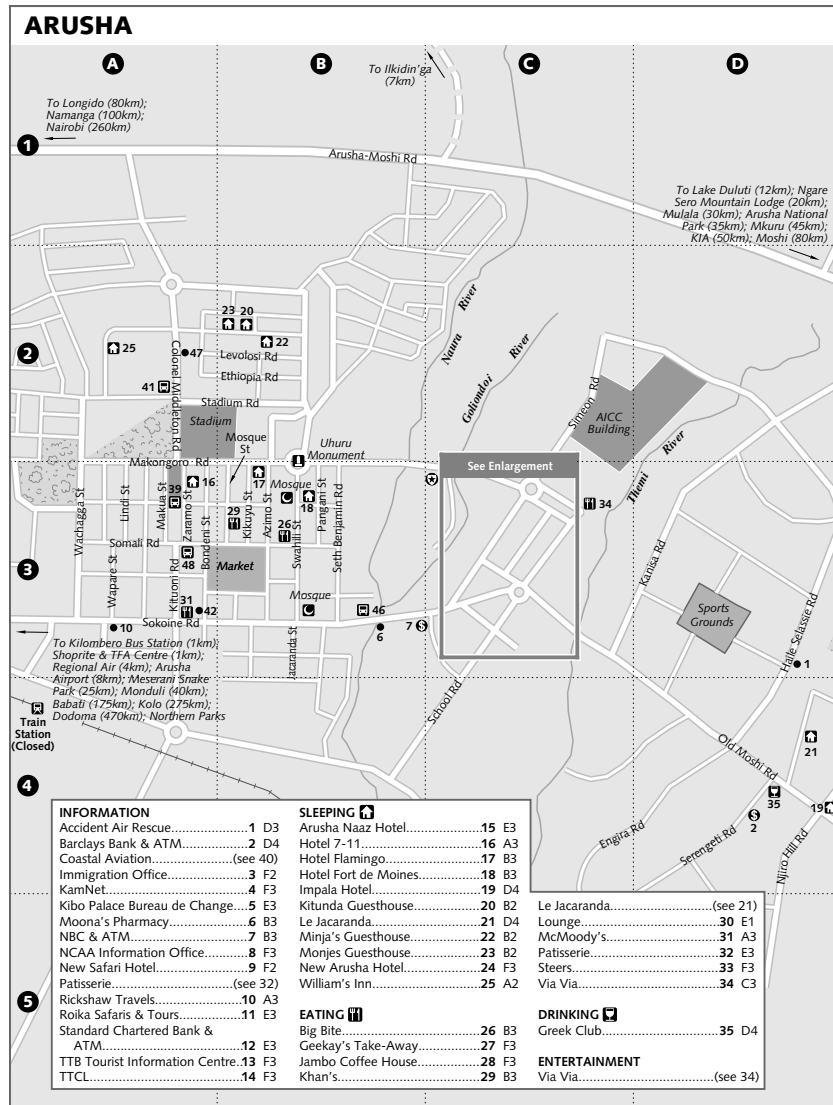 ARUSHA
A
B
C
D
To Ilkidin'ga
(7km)
To Longido (80km);
Namanga (100km);
Nairobi (260km)
1
Arusha-Moshi Rd
To Lake Duluti (12km); Ngare
Sero Mountain Lodge (20km);
Mulala (30km); Arusha National
Park (35km); Mkuru (45km);
KIA (50km); Moshi (80km)
Naura River
Goliondoi River
2
23 20
22
25
47
Levolosi Rd
Ethiopia Rd
41
Colonel Middleton Rd
Stadium Rd
Stadium
Mosque
St
Uhuru
Monument
Simeon Rd
AICC
Building
Themi River
Makongoro Rd
See Enlargement
39
16
17
Mosque
18
29
26
34
Wachagga St
Lindi St
Makua St
Zaramo St
Bondeni St
Kikuyu St
Azimo St
Swahili St
Pangani St
Seth Benjamin Rd
Somali Rd
48
Market
3
Wapare St
Kituoni Rd
31
42
Mosque
46
Sokoine Rd
10
6
7
Kanisa Rd
Sports
Grounds
Haile Selassie Rd
1
To Kilombero Bus Station (1km);
Shoprite & TFA Centre (1km);
Regional Air (4km); Arusha
Airport (8km); Meserani Snake
Park (25km); Monduli (40km);
Babati (175km); Kolo (275km);
Dodoma (470km); Northern Parks
Jacaranda St
School Rd
Train
Station
(Closed)
4
Old Moshi Rd
21
35
2
19
Engira Rd
Serengeti Rd
Njiro Hill Rd
5
INFORMATION
Accident Air Rescue...................1 D3
Barclays Bank & ATM.................2 D4
Coastal Aviation..................(see 40)
Immigration Office....................3 F2
KamNet...................................4 F3
Kibo Palace Bureau de Change...5 E3
Moona's Pharmacy....................6 B3
NBC & ATM..............................7 B3
NCAA Information Office...........8 F3
New Safari Hotel.......................9 F2
Patisserie............................(see 32)
Rickshaw Travels.....................10 A3
Roika Safaris & Tours...............11 E3
Standard Chartered Bank &
ATM.....................................12 E3
TTB Tourist Information Centre..13 F3
TTCL......................................14 F3
SLEEPING
Arusha Naaz Hotel...................15 E3
Hotel 7-11..............................16 A3
Hotel Flamingo........................17 B3
Hotel Fort de Moines...............18 B3
Impala Hotel...........................19 D4
Kitunda Guesthouse.................20 B2
Le Jacaranda...........................21 D4
Minja's Guesthouse.................22 B2
Monjes Guesthouse.................23 B2
New Arusha Hotel...................24 F3
William's Inn...........................25 A2
EATING
Big Bite..................................26 B3
Geekay's Take-Away................27 F3
Jambo Coffee House................28 F3
Khan's....................................29 B3
Le Jacaranda......................(see 21)
Lounge...................................30 E1
McMoody's.............................31 A3
Patisserie................................32 E3
Steers.....................................33 F3
Via Via...................................34 C3
DRINKING
Greek Club..............................35 D4
ENTERTAINMENT
Via Via...............................(see 34)